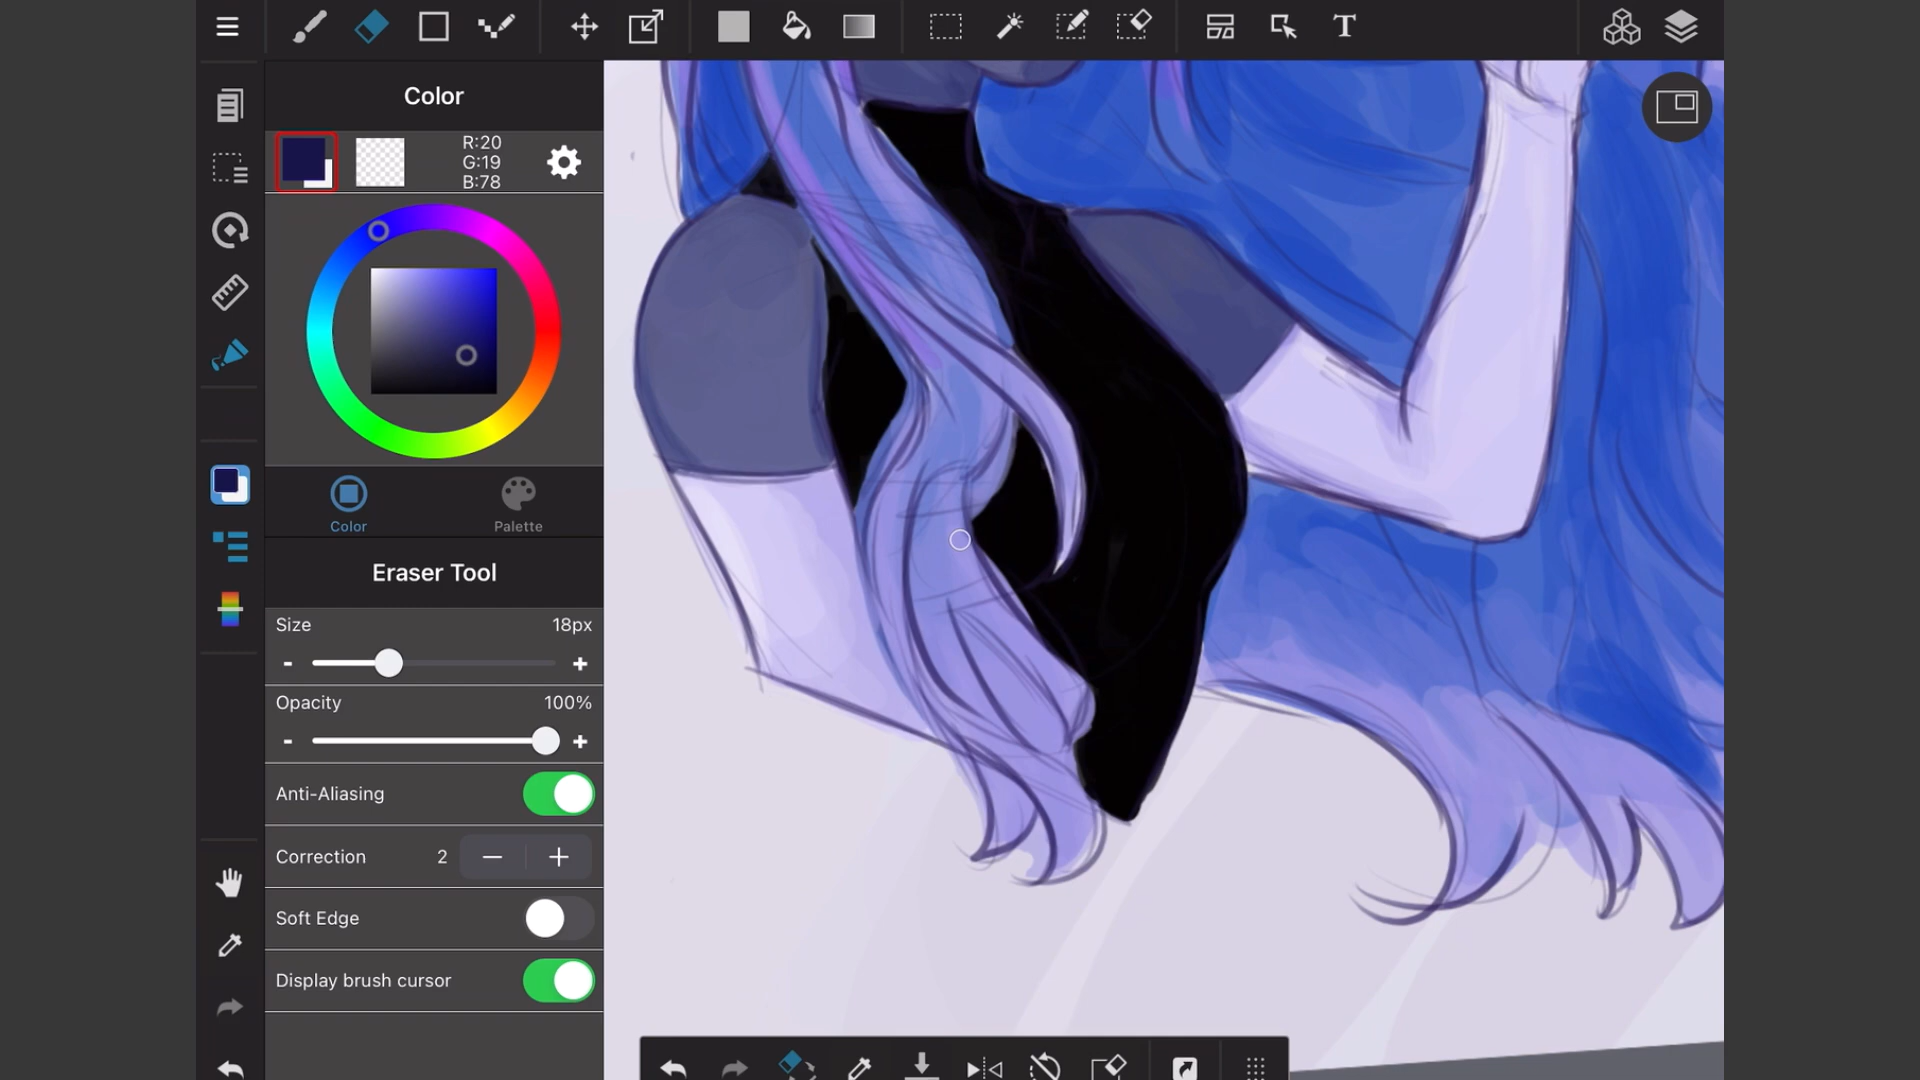 T
Color
R:20
G:19
B:78
Color
Palette
Eraser Tool
Size 18px
- +
Opacity 100%
- +
Anti-Aliasing
Correction 2 − +
Soft Edge
Display brush cursor